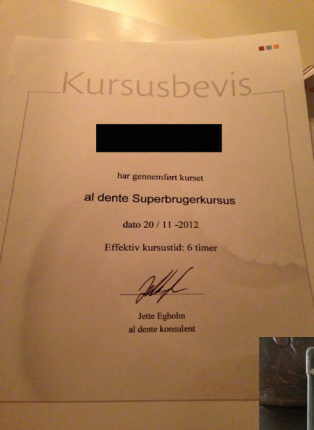 Kursusbevis
har gennemført kurset
al dente Superbrugerkursus
dato 20 / 11 -2012
Effektiv kursustid: 6 timer
Jette Egholm
al dente konsulent